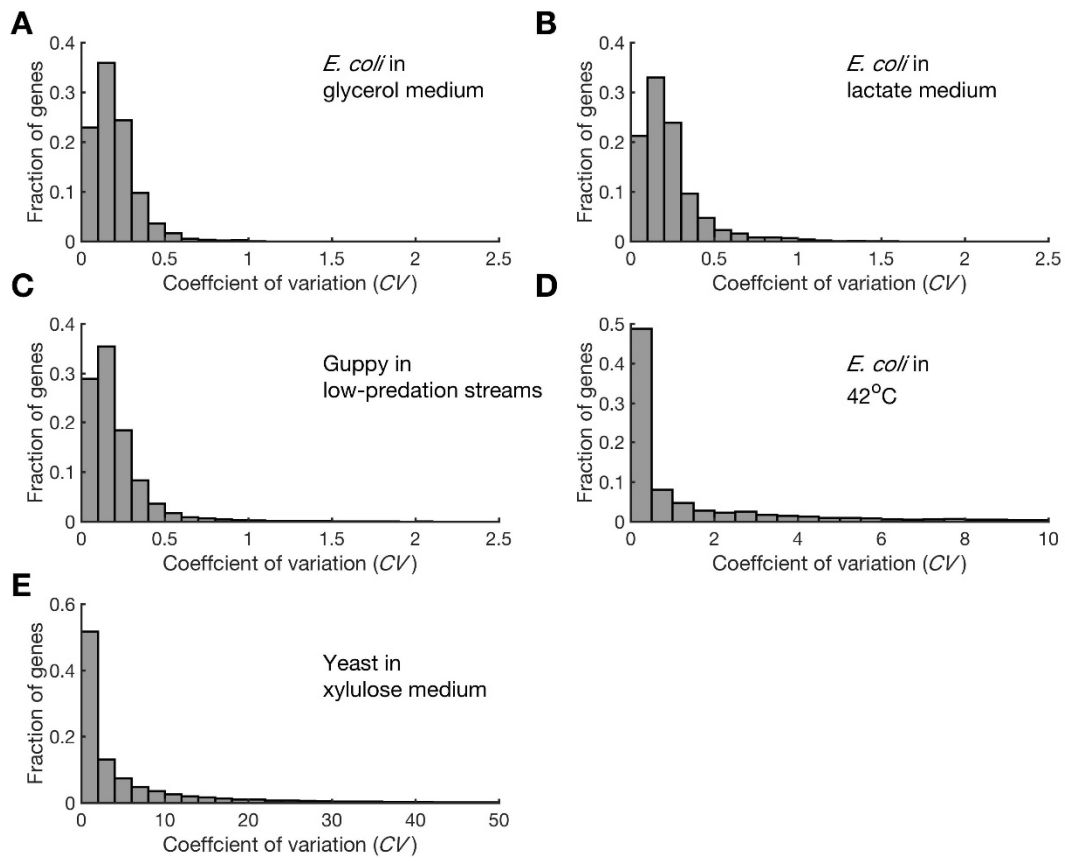 A
0.4
0.3
0.2
0.1
0
Fraction of genes
E. coli in
glycerol medium
0 0.5 1 1.5 2 2.5
Coeffcient of variation (CV)
B
0.4
0.3
0.2
0.1
0
Fraction of genes
E. coli in
lactate medium
0 0.5 1 1.5 2 2.5
Coeffcient of variation (CV)
C
0.4
0.3
0.2
0.1
0
Fraction of genes
Guppy in
low-predation streams
0 0.5 1 1.5 2 2.5
Coeffcient of variation (CV)
D
0.5
0.4
0.3
0.2
0.1
0
Fraction of genes
E. coli in
42°C
0 2 4 6 8 10
Coeffcient of variation (CV)
E
0.6
0.4
0.2
0
Fraction of genes
Yeast in
xylulose medium
0 10 20 30 40 50
Coeffcient of variation (CV)